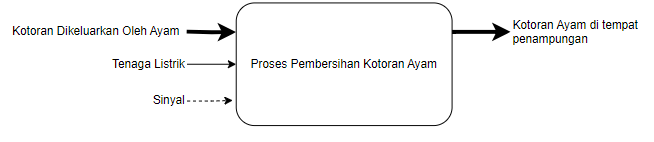 Kotoran Dikeluarkan Oleh Ayam
Tenaga Listrik
Sinyal
Proses Pembersihan Kotoran Ayam
Kotoran Ayam di tempat
penampungan